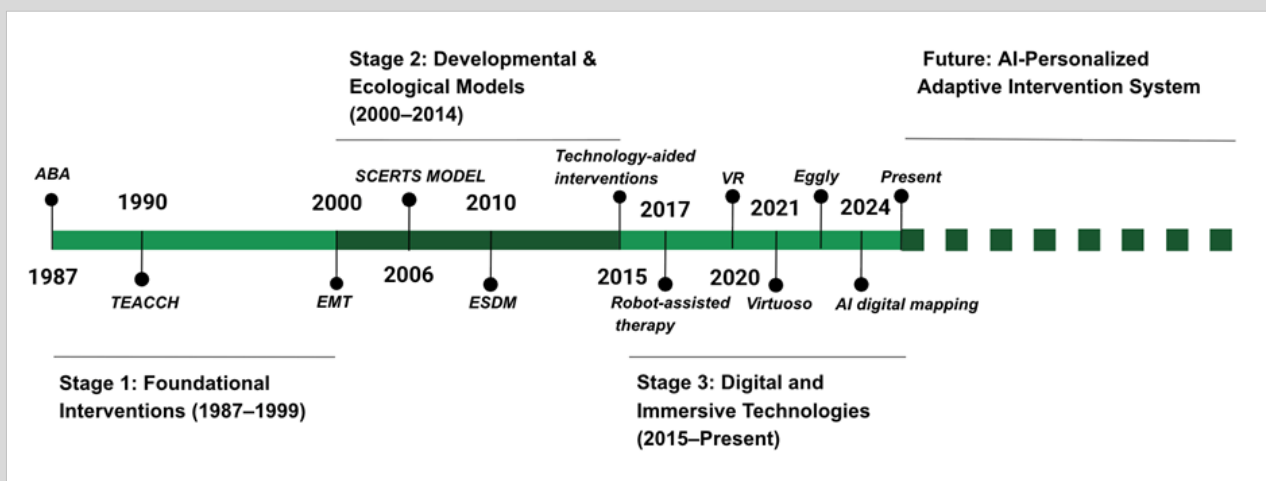 Stage 2: Developmental &
Ecological Models
(2000–2014)
Future: AI-Personalized
Adaptive Intervention System
ABA
SCERTS MODEL
Technology-aided
interventions
VR
Eggly
Present
1990
2000
2010
2017
2021
2024
1987
2006
2015
2020
TEACCH
EMT
ESDM
Robot-assisted
therapy
Virtuoso
AI digital mapping
Stage 1: Foundational
Interventions (1987–1999)
Stage 3: Digital and
Immersive Technologies
(2015–Present)